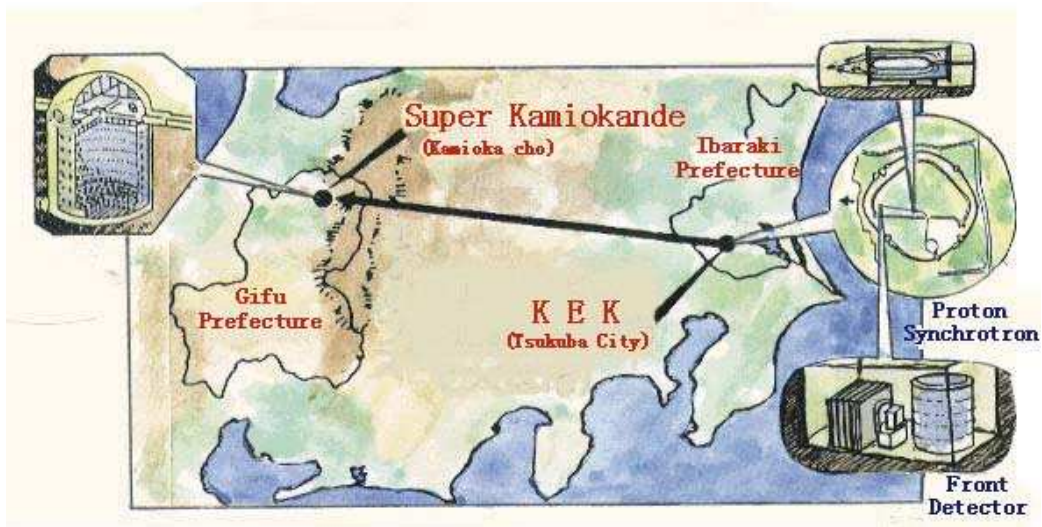 Super Kamiokande
(Kamioka cho)
Ibaraki
Prefecture
Gifu
Prefecture
K E K
(Tsukuba City)
Proton
Synchrotron
Front
Detector